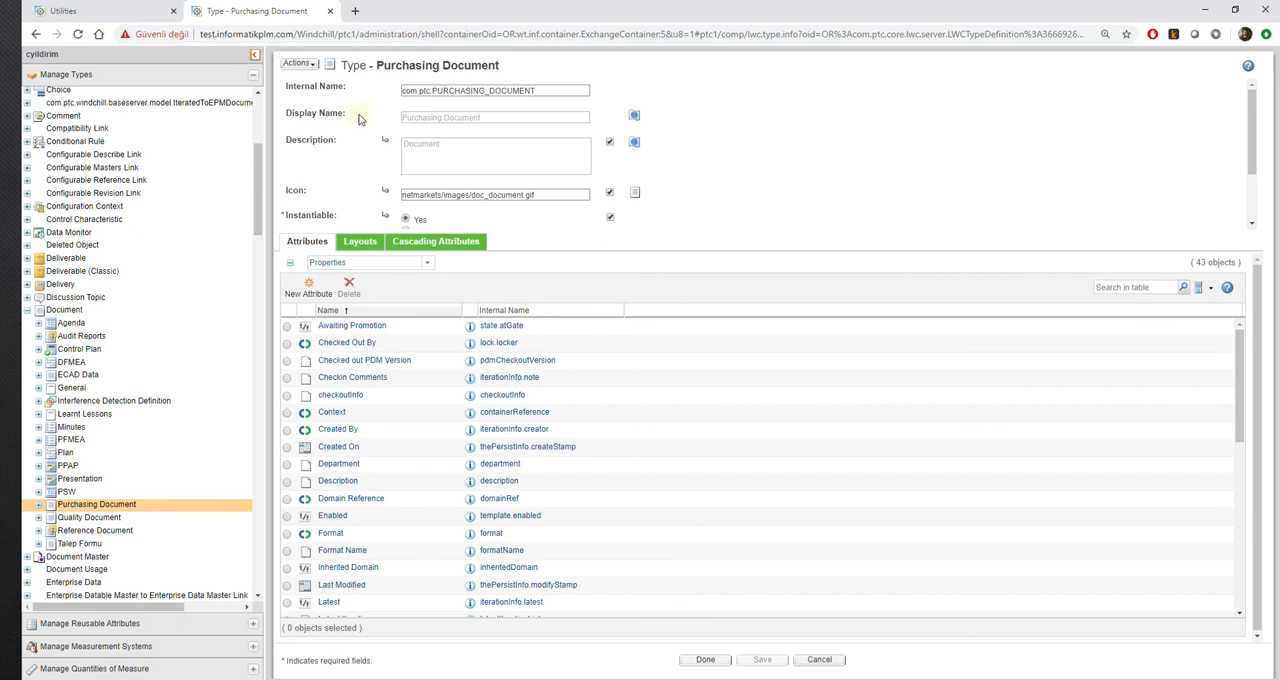 Utilities
Type - Purchasing Document
Güvenli değil
test.informatikplm.com/Windchill/ptc1/administration/shell?containerOid=OR:wt.inf.container.ExchangeContainer:5&u8=1#ptc1/comp/lwc.type.info?oid=OR%3Acom.ptc.core.lwc.server.LWCTypeDefinition%3A3666926...
cyildirim
Manage Types
Choice
com.ptc.windchill.baseserver.model.IteratedToEPMDocume
Comment
Compatibility Link
Conditional Rule
Configurable Describe Link
Configurable Masters Link
Configurable Reference Link
Configurable Revision Link
Configuration Context
Control Characteristic
Data Monitor
Deleted Object
Deliverable
Deliverable (Classic)
Delivery
Discussion Topic
Document
Agenda
Audit Reports
Control Plan
DFMEA
ECAD Data
General
Interference Detection Definition
Learnt Lessons
Minutes
PFMEA
Plan
PPAP
Presentation
PSW
Purchasing Document
Quality Document
Reference Document
Talep Formu
Document Master
Document Usage
Enterprise Data
Enterprise Datable Master to Enterprise Data Master Link
Manage Reusable Attributes
Manage Measurement Systems
Manage Quantities of Measure
Actions
Type - Purchasing Document
Internal Name:
com.ptc.PURCHASING_DOCUMENT
Display Name:
Purchasing Document
Description:
Document
Icon:
netmarkets/images/doc_document.gif
*Instantiable:
Yes
Attributes
Layouts
Cascading Attributes
Properties
( 43 objects )
New Attribute
Delete
Search in table
Name
Internal Name
Awaiting Promotion state.atGate
Checked Out By lock.locker
Checked out PDM Version pdmCheckoutVersion
Checkin Comments iterationInfo.note
checkoutInfo checkoutInfo
Context containerReference
Created By iterationInfo.creator
Created On thePersistInfo.createStamp
Department department
Description description
Domain Reference domainRef
Enabled template.enabled
Format format
Format Name formatName
Inherited Domain inheritedDomain
Last Modified thePersistInfo.modifyStamp
Latest iterationInfo.latest
( 0 objects selected )
* Indicates required fields.
Done
Save
Cancel